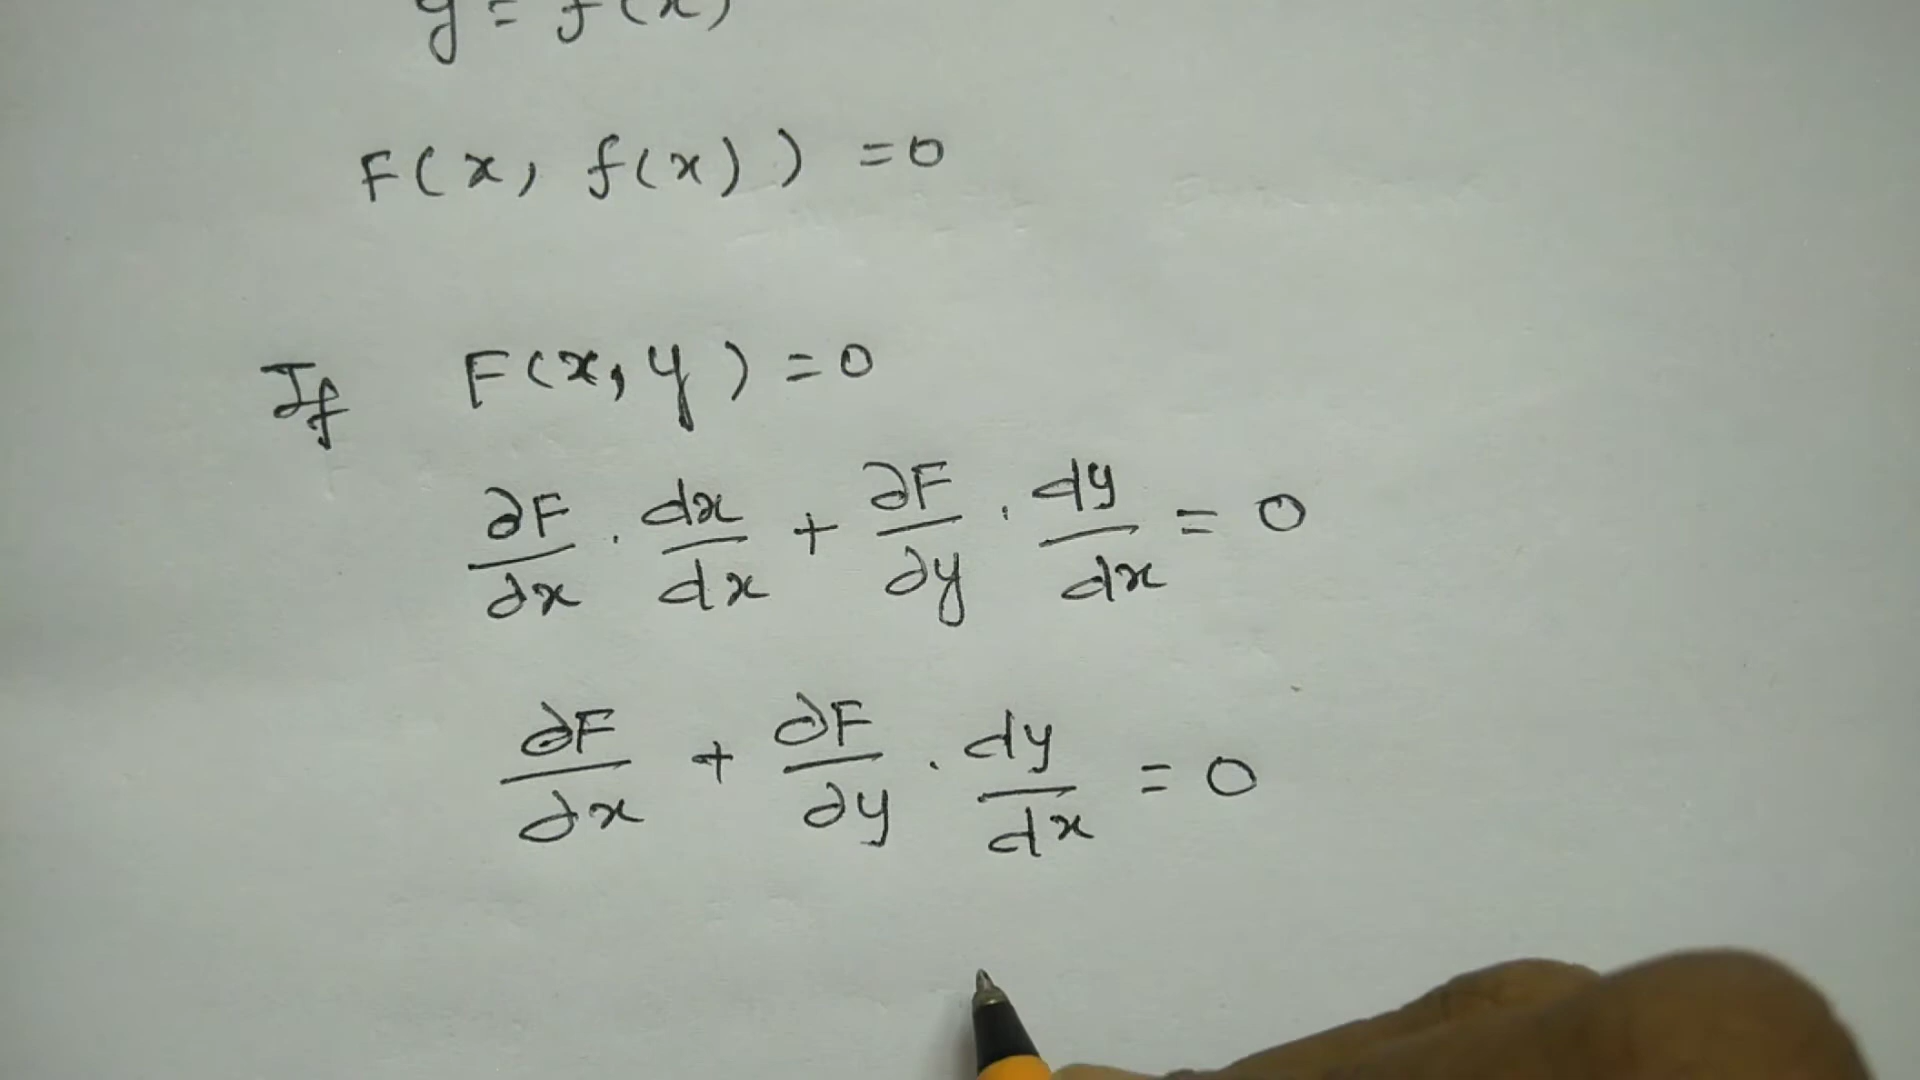 y = f(x)
F(x, f(x)) = 0
If F(x, y) = 0
∂F/∂x · dx/dx + ∂F/∂y · dy/dx = 0
∂F/∂x + ∂F/∂y · dy/dx = 0